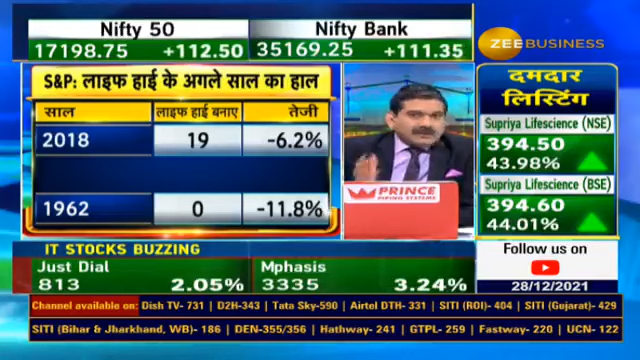 Nifty 50
17198.75 +112.50
Nifty Bank
35169.25 +111.35
ZEE BUSINESS
S&P: लाइफ हाई के अगले साल का हाल
साल लाइफ हाई बनाए तेजी
2018 19 -6.2%
1962 0 -11.8%
PRINCE
PIPING SYSTEMS
दमदार
लिस्टिंग
Supriya Lifescience (NSE)
394.50
43.98%
Supriya Lifescience (BSE)
394.60
44.01%
IT STOCKS BUZZING
Just Dial
813 2.05%
Mphasis
3335 3.24%
Follow us on
28/12/2021
Channel available on: Dish TV- 731 | D2H-343 | Tata Sky-590 | Airtel DTH- 331 | SITI (ROI)- 404 | SITI (Gujarat)- 429
SITI (Bihar & Jharkhand, WB)- 186 | DEN-355/356 | Hathway- 241 | GTPL- 259 | Fastway- 220 | UCN- 122